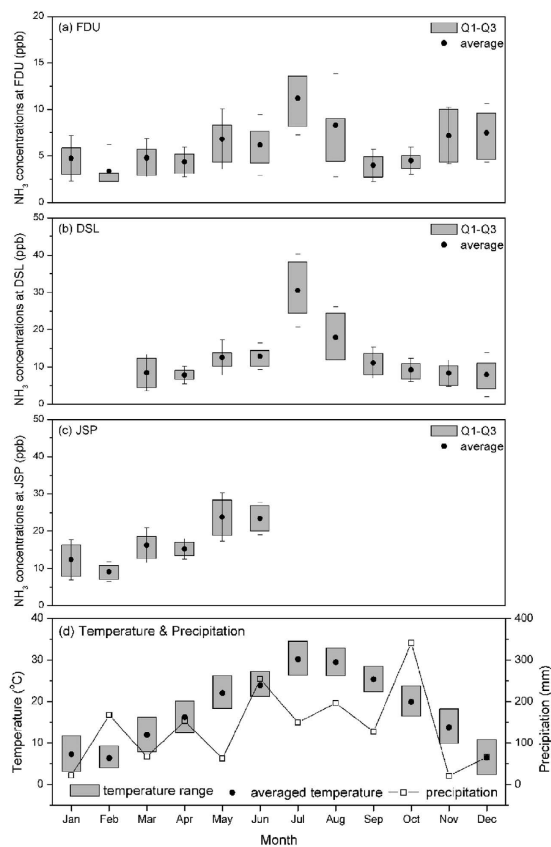 (a) FDU
Q1-Q3
average
NH₃ concentrations at FDU (ppb)
20
15
10
5
0
(b) DSL
Q1-Q3
average
NH₃ concentrations at DSL (ppb)
50
40
30
20
10
0
(c) JSP
Q1-Q3
average
NH₃ concentrations at JSP (ppb)
50
40
30
20
10
0
(d) Temperature & Precipitation
Temperature (°C)
40
30
20
10
0
400
300
200
100
0
Precipitation (mm)
temperature range averaged temperature precipitation
Jan Feb Mar Apr May Jun Jul Aug Sep Oct Nov Dec
Month